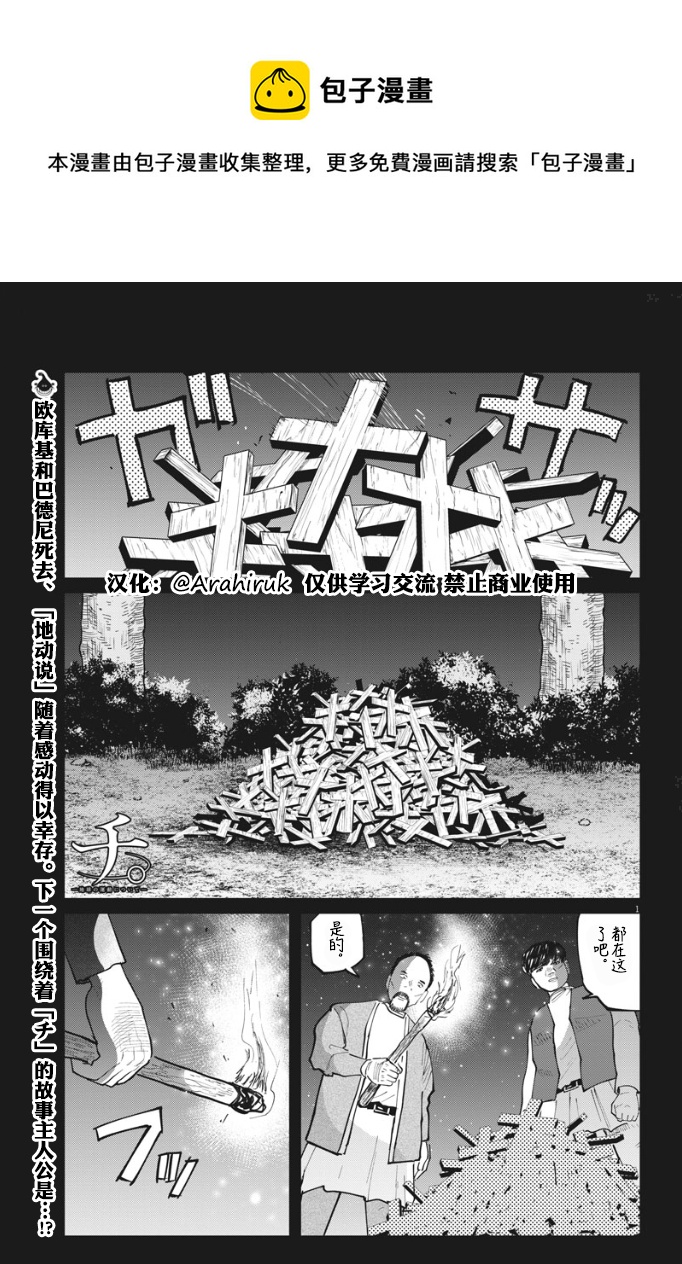 包子漫畫
本漫畫由包子漫畫收集整理，更多免費漫画請搜索「包子漫畫」
欧库基和巴德尼死去、「地动说」随着感动得以幸存。下一个围绕着「チ」的故事主人公是…!?
ガ
サ
汉化：@Arahiruk 仅供学习交流 禁止商业使用
チ。
1
都在这
了吧。
是的。